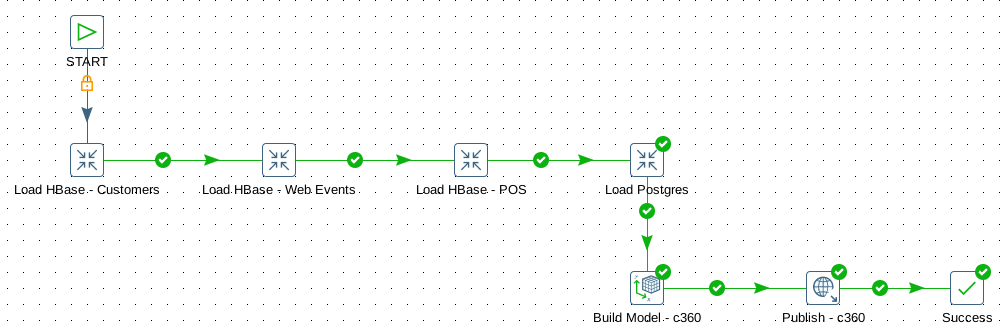 START
Load HBase - Customers
Load HBase - Web Events
Load HBase - POS
Load Postgres
Build Model - c360
Publish - c360
Success